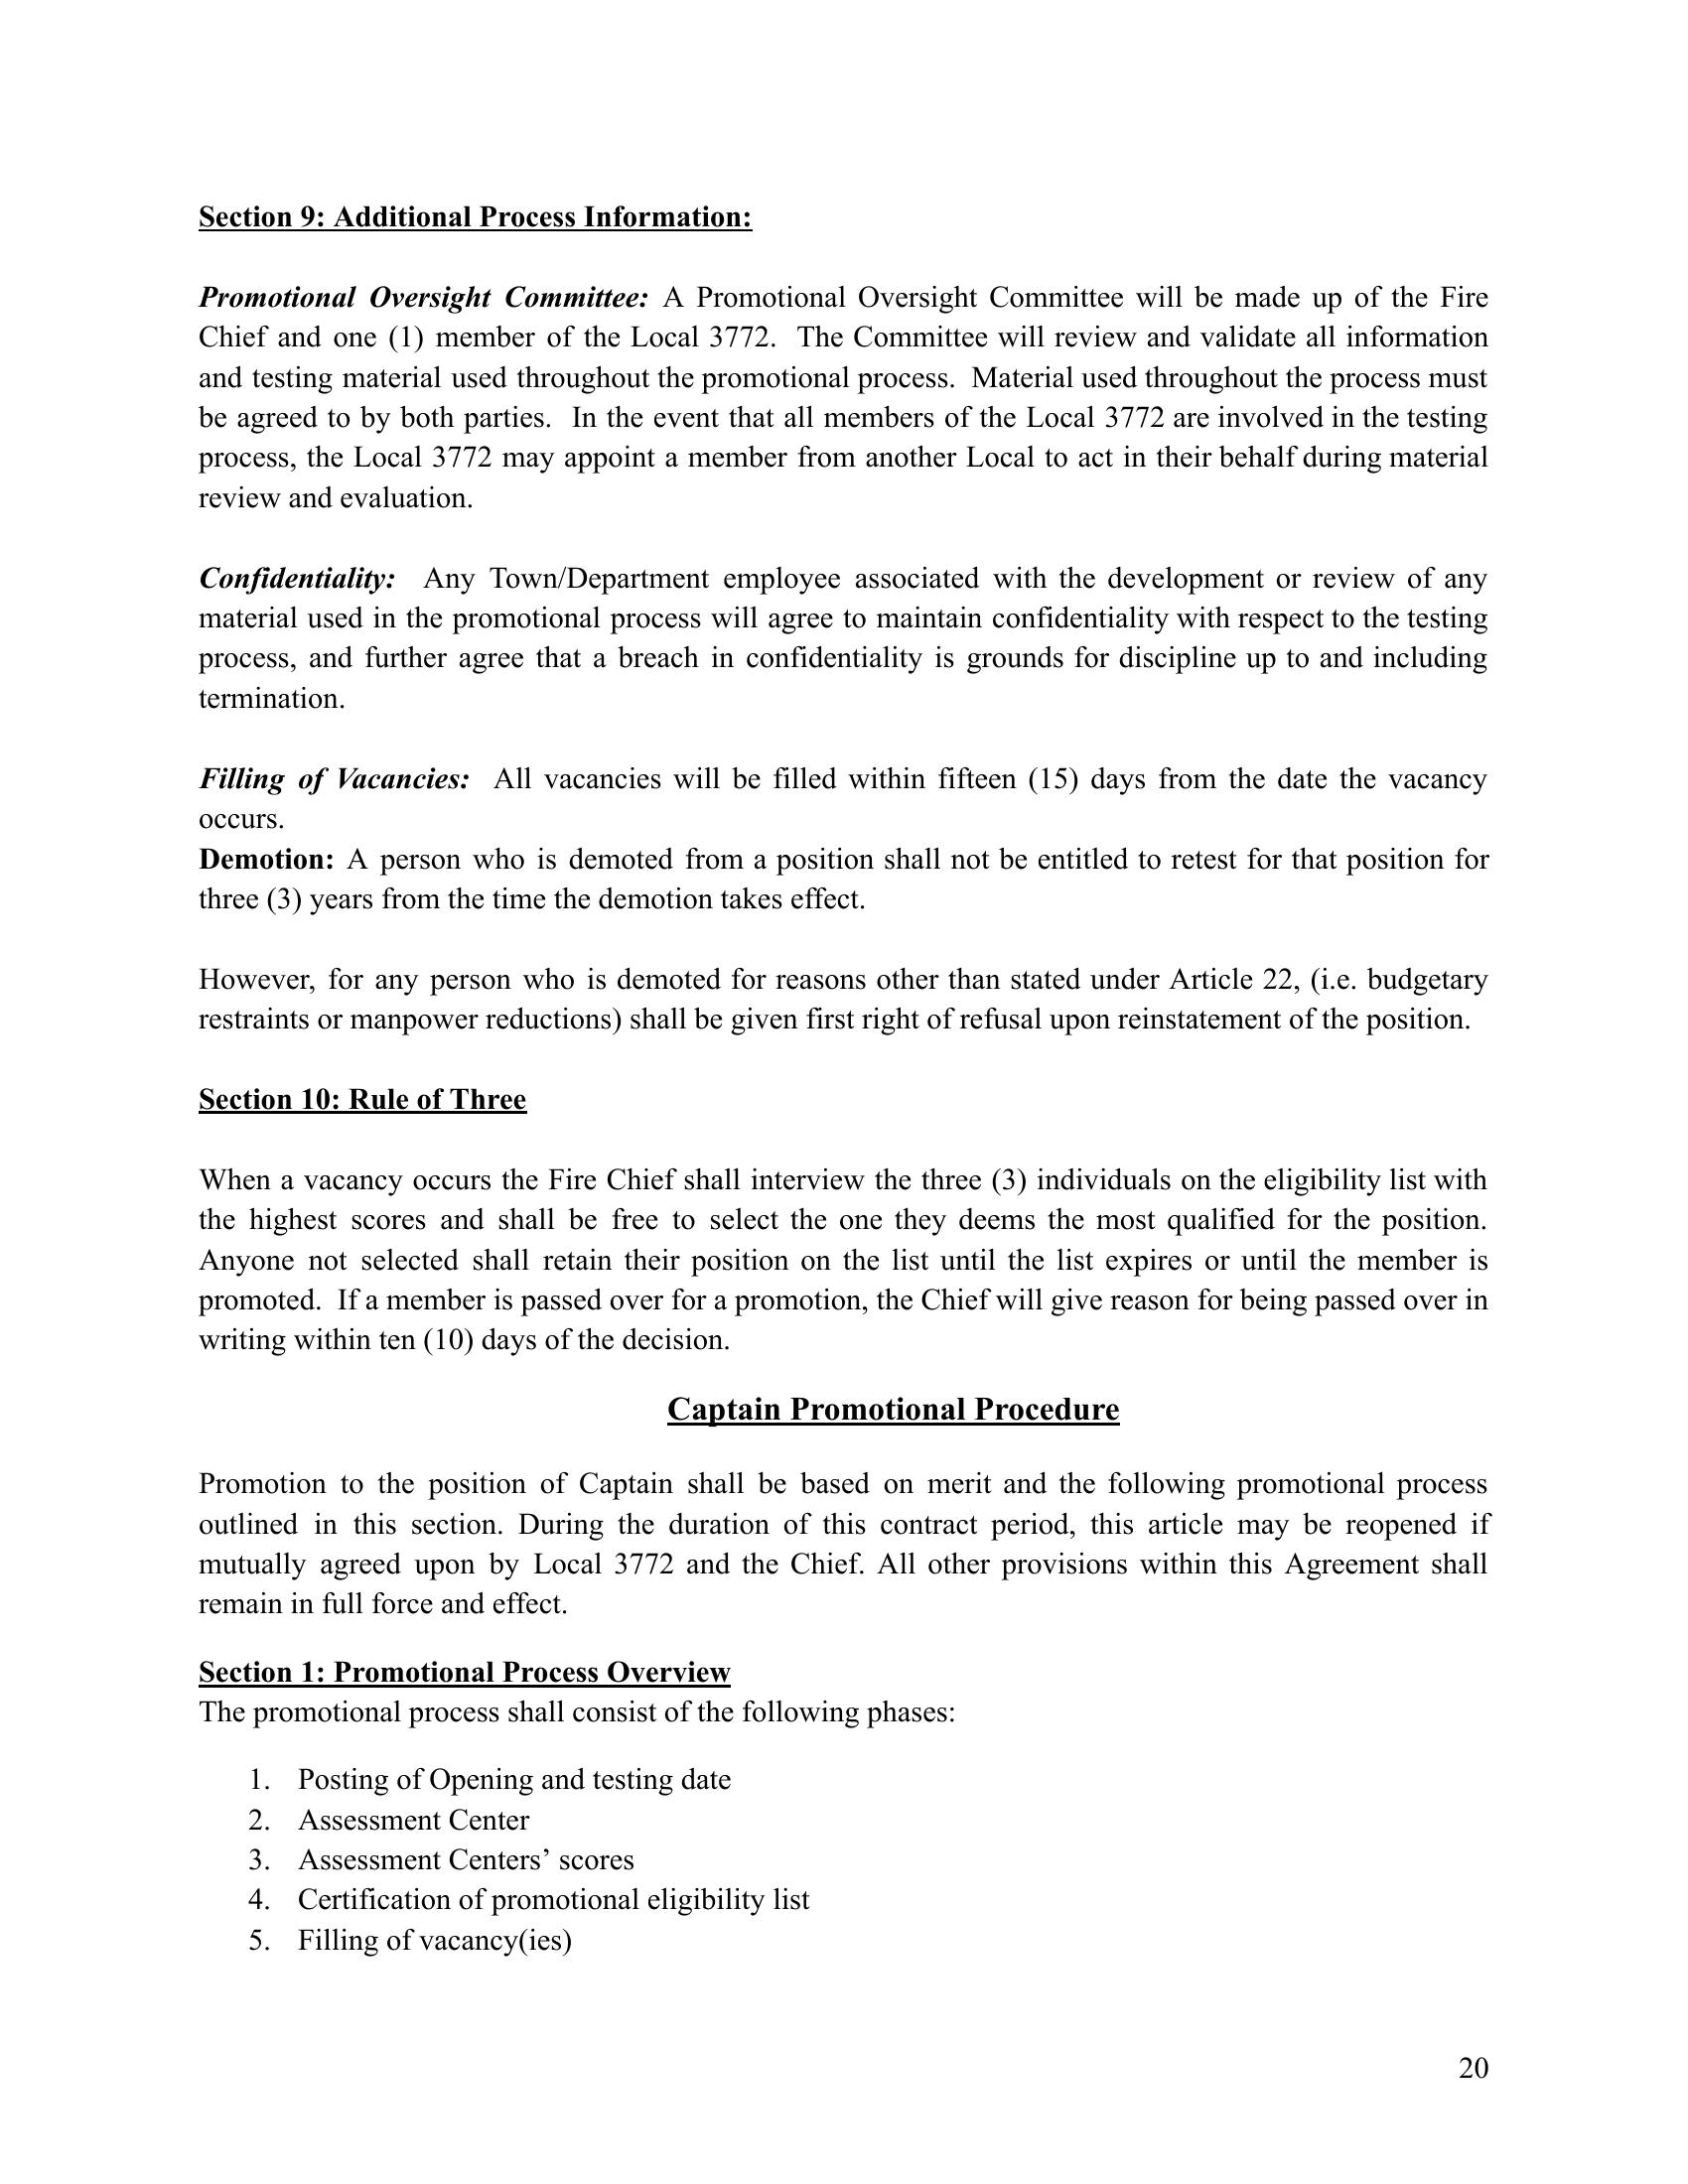 Section 9: Additional Process Information:
Promotional Oversight Committee: A Promotional Oversight Committee will be made up of the Fire
Chief and one (1) member of the Local 3772.  The Committee will review and validate all information
and testing material used throughout the promotional process.  Material used throughout the process must
be agreed to by both parties.  In the event that all members of the Local 3772 are involved in the testing
process, the Local 3772 may appoint a member from another Local to act in their behalf during material
review and evaluation.
Confidentiality:  Any Town/Department employee associated with the development or review of any
material used in the promotional process will agree to maintain confidentiality with respect to the testing
process, and further agree that a breach in confidentiality is grounds for discipline up to and including
termination.
Filling of Vacancies:  All vacancies will be filled within fifteen (15) days from the date the vacancy
occurs.
Demotion: A person who is demoted from a position shall not be entitled to retest for that position for
three (3) years from the time the demotion takes effect.
However, for any person who is demoted for reasons other than stated under Article 22, (i.e. budgetary
restraints or manpower reductions) shall be given first right of refusal upon reinstatement of the position.
Section 10: Rule of Three
When a vacancy occurs the Fire Chief shall interview the three (3) individuals on the eligibility list with
the highest scores and shall be free to select the one they deems the most qualified for the position.
Anyone not selected shall retain their position on the list until the list expires or until the member is
promoted.  If a member is passed over for a promotion, the Chief will give reason for being passed over in
writing within ten (10) days of the decision.
Captain Promotional Procedure
Promotion to the position of Captain shall be based on merit and the following promotional process
outlined in this section. During the duration of this contract period, this article may be reopened if
mutually agreed upon by Local 3772 and the Chief. All other provisions within this Agreement shall
remain in full force and effect.
Section 1: Promotional Process Overview
The promotional process shall consist of the following phases:
1. Posting of Opening and testing date
2. Assessment Center
3. Assessment Centers’ scores
4. Certification of promotional eligibility list
5. Filling of vacancy(ies)
20